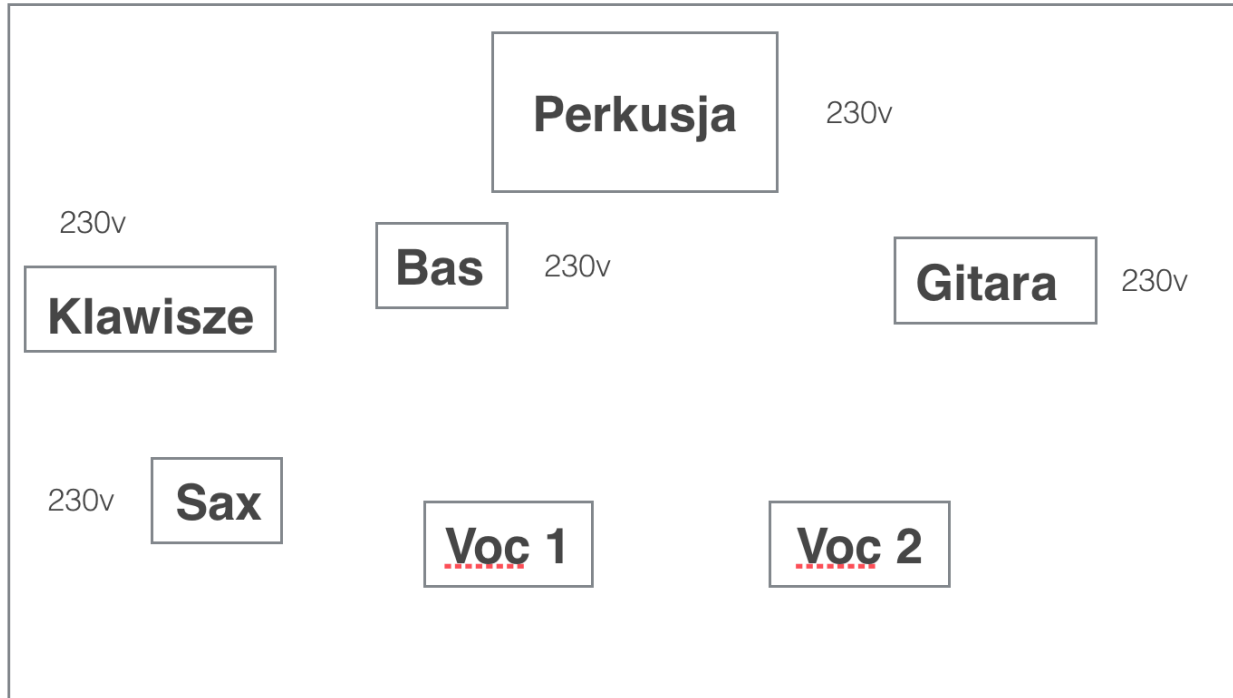 Perkusja
230v
230v
Bas
230v
Gitara
230v
Klawisze
230v
Sax
Voc 1
Voc 2